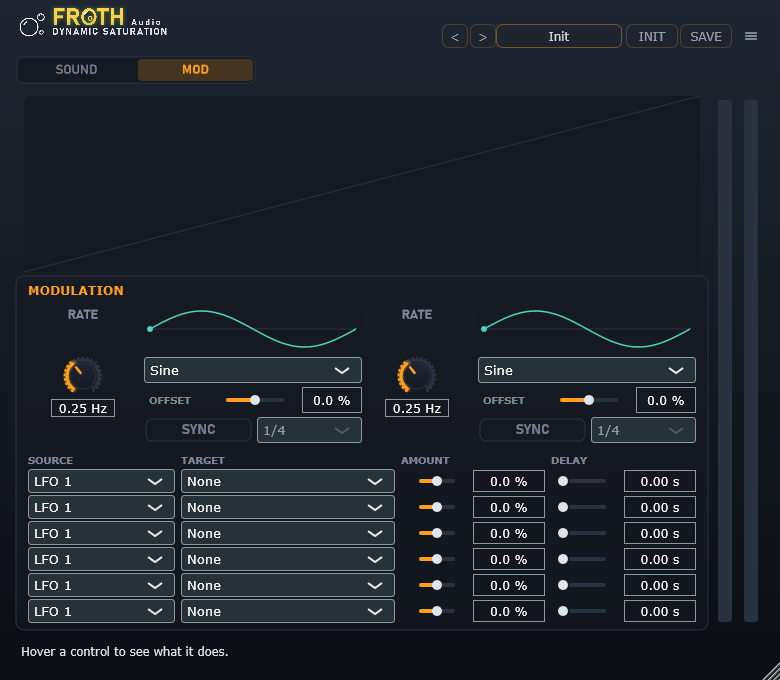 FROTH Audio
DYNAMIC SATURATION
< > Init INIT SAVE
SOUND MOD
MODULATION
RATE RATE
Sine Sine
OFFSET 0.0 % OFFSET 0.0 %
0.25 Hz 0.25 Hz
SYNC 1/4 SYNC 1/4
SOURCE TARGET AMOUNT DELAY
LFO 1 None 0.0 % 0.00 s
LFO 1 None 0.0 % 0.00 s
LFO 1 None 0.0 % 0.00 s
LFO 1 None 0.0 % 0.00 s
LFO 1 None 0.0 % 0.00 s
LFO 1 None 0.0 % 0.00 s
Hover a control to see what it does.